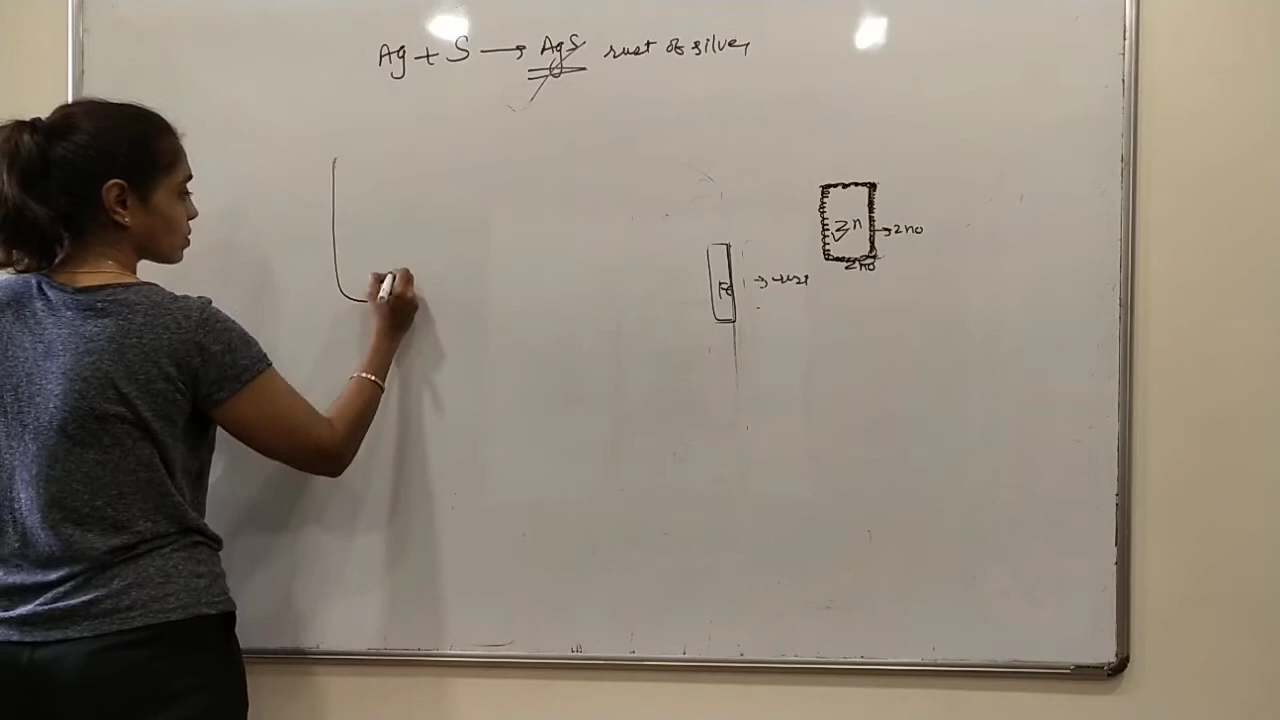 Ag + S → AgS rust of silver
Zn → ZnO
ZnO
Fe → rust